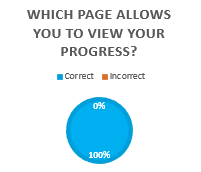 WHICH PAGE ALLOWS
YOU TO VIEW YOUR
PROGRESS?
Correct Incorrect
0%
100%